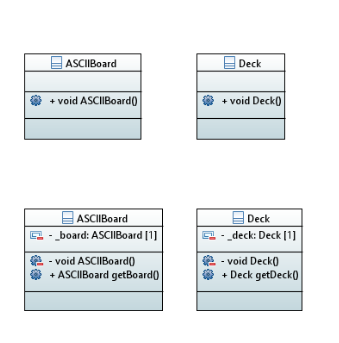 ASCIIBoard
Deck
+ void ASCIIBoard()
+ void Deck()
ASCIIBoard
Deck
- _board: ASCIIBoard [1]
- _deck: Deck [1]
- void ASCIIBoard()
- void Deck()
+ ASCIIBoard getBoard()
+ Deck getDeck()